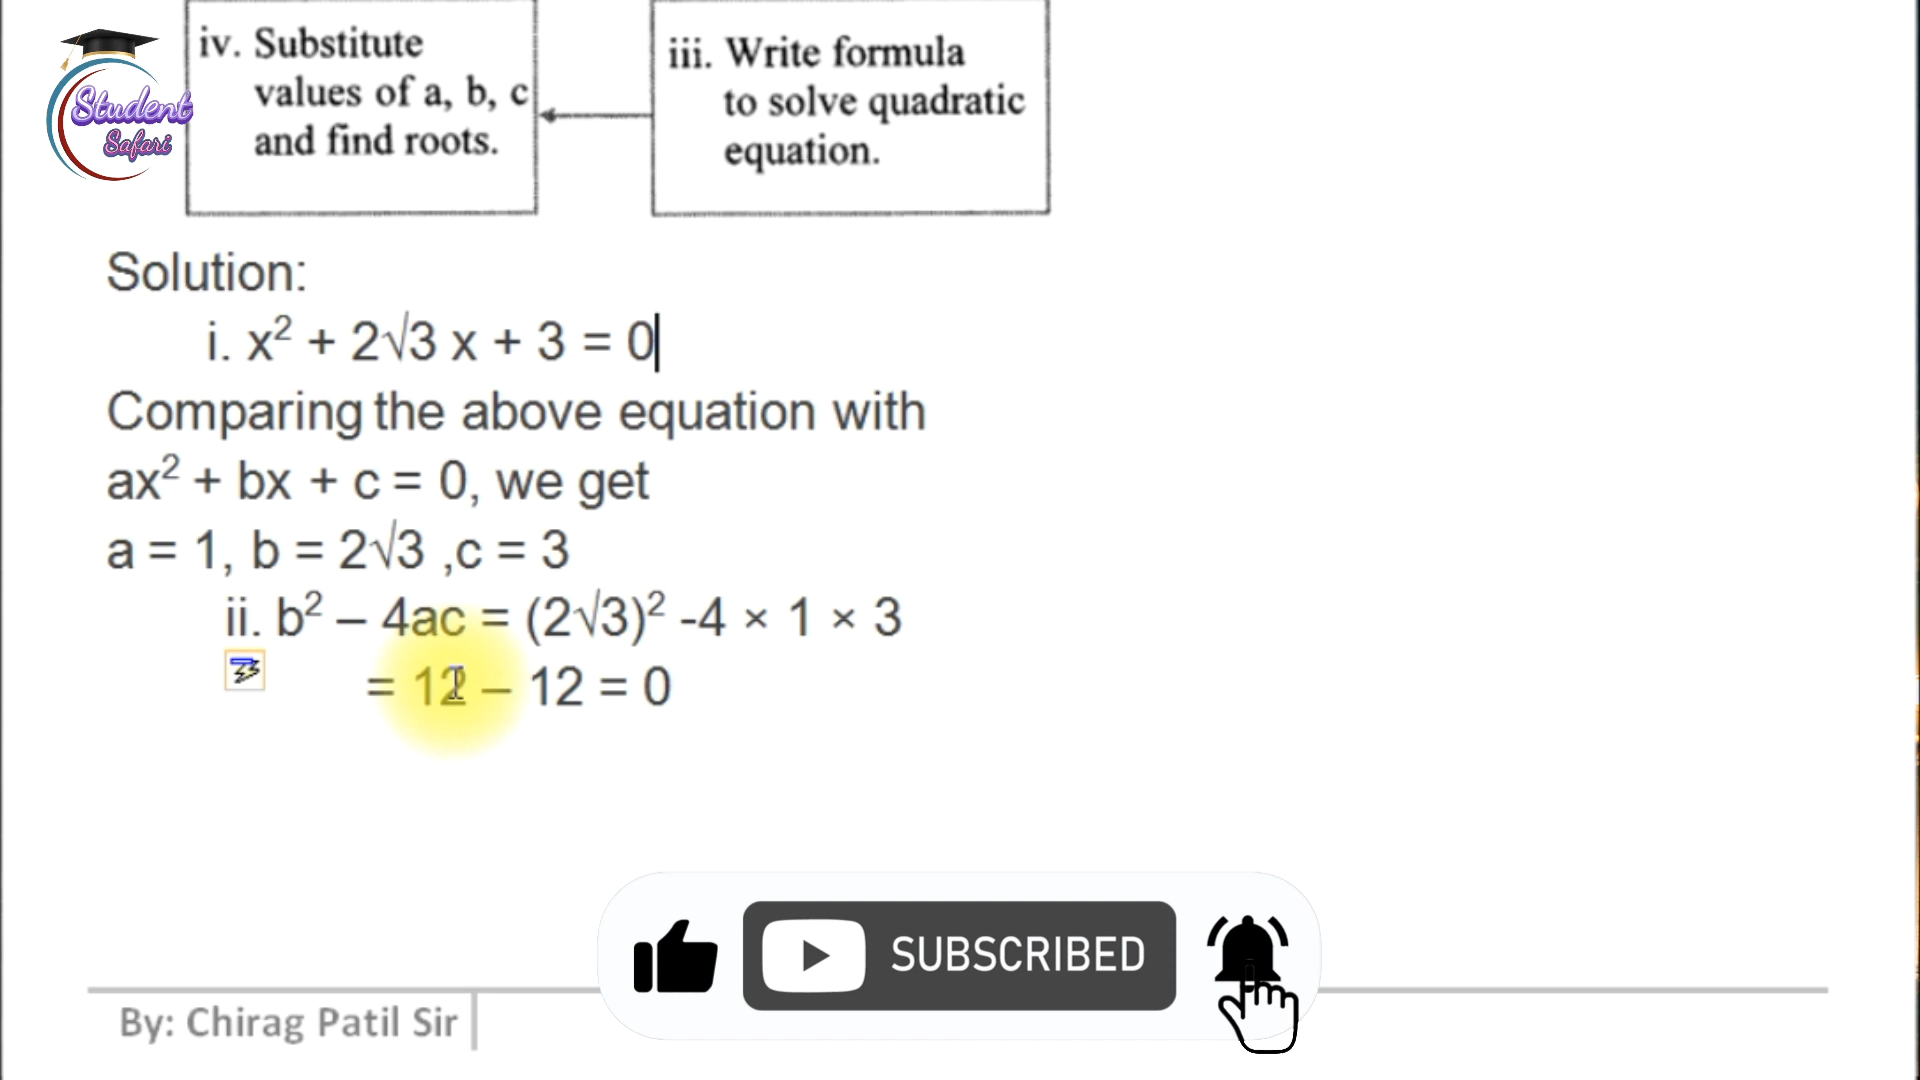 iv. Substitute
values of a, b, c
and find roots.
iii. Write formula
to solve quadratic
equation.
Student
Safari
Solution:
i. x² + 2√3 x + 3 = 0
Comparing the above equation with
ax² + bx + c = 0, we get
a = 1, b = 2√3 ,c = 3
ii. b² – 4ac = (2√3)² -4 × 1 × 3
= 12 – 12 = 0
SUBSCRIBED
By: Chirag Patil Sir